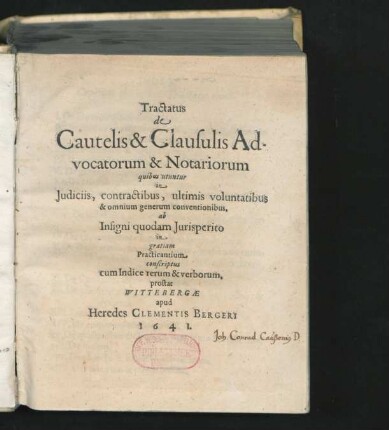 Tractatus
de
Cautelis & Clausulis Ad-
vocatorum & Notariorum
quibus utuntur
in
Judiciis, contractibus, ultimis voluntatibus
& omnium generum conventionibus,
ab
Insigni quodam Jurisperito
in
gratiam
Practicantium
conscriptus
cum Indice rerum & verborum,
prostat
WITTEBERGÆ
apud
Heredes CLEMENTIS BERGERI
1641.
Joh. Conrad